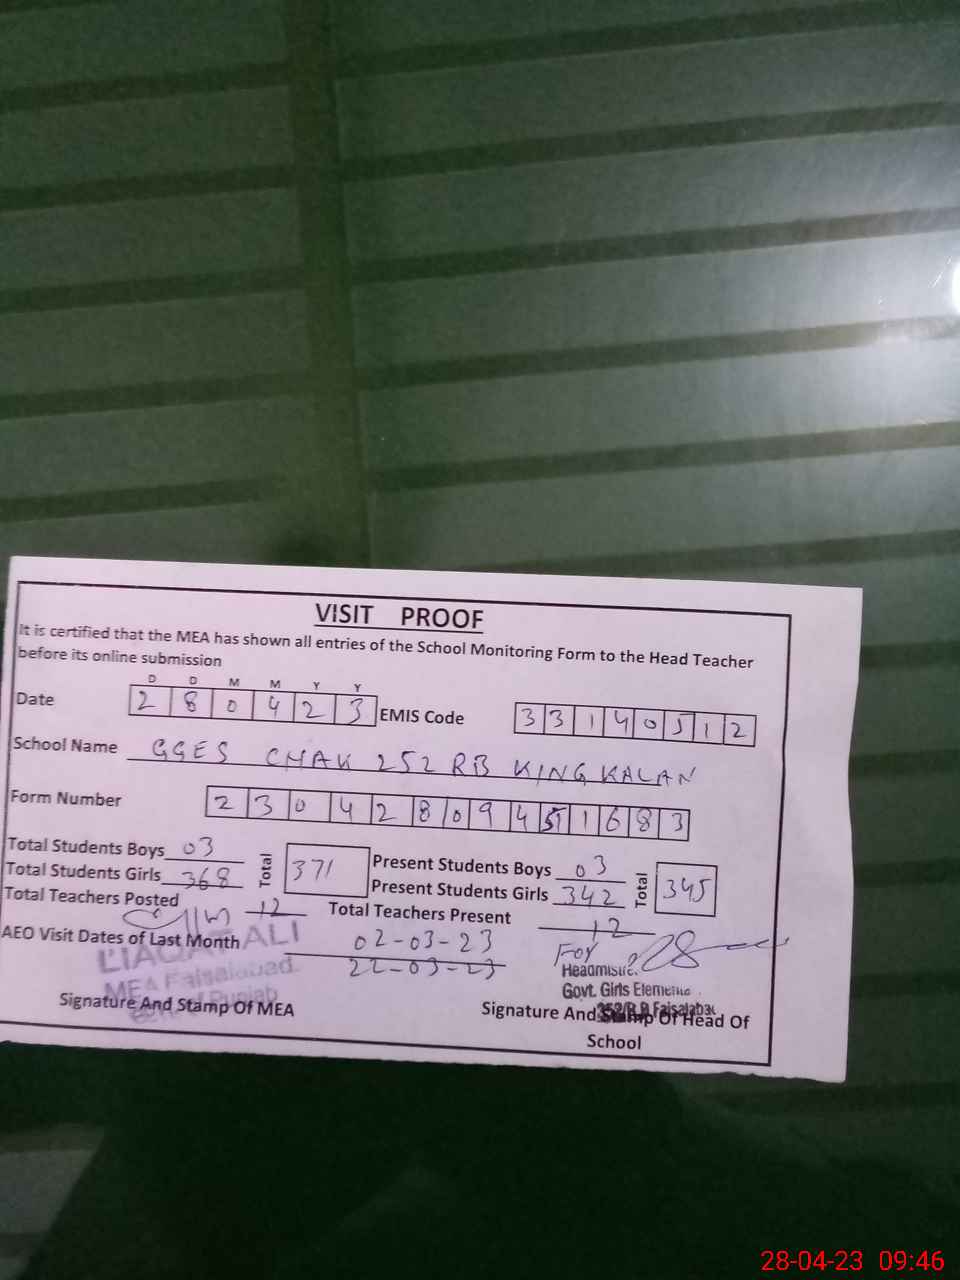 VISIT PROOF
It is certified that the MEA has shown all entries of the School Monitoring Form to the Head Teacher
before its online submission
D D M M Y Y
Date 2 8 0 4 2 3 EMIS Code 3 3 1 4 0 5 1 2
School Name GGES CHAK 252 RB KING KALAN
Form Number 2 3 0 4 2 8 0 9 4 5 1 6 8 3
Total Students Boys 03 Total 371 Present Students Boys 03 Total 345
Total Students Girls 368 Present Students Girls 342
Total Teachers Posted 12 Total Teachers Present 12
AEO Visit Dates of Last Month 02-03-23
22-03-23
LIAQAT ALI
MEA Faisalabad
Punjab
Signature And Stamp Of MEA
For
Govt. Girls
Faisalabad
Signature And Stamp Of Head Of
School
28-04-23 09:46